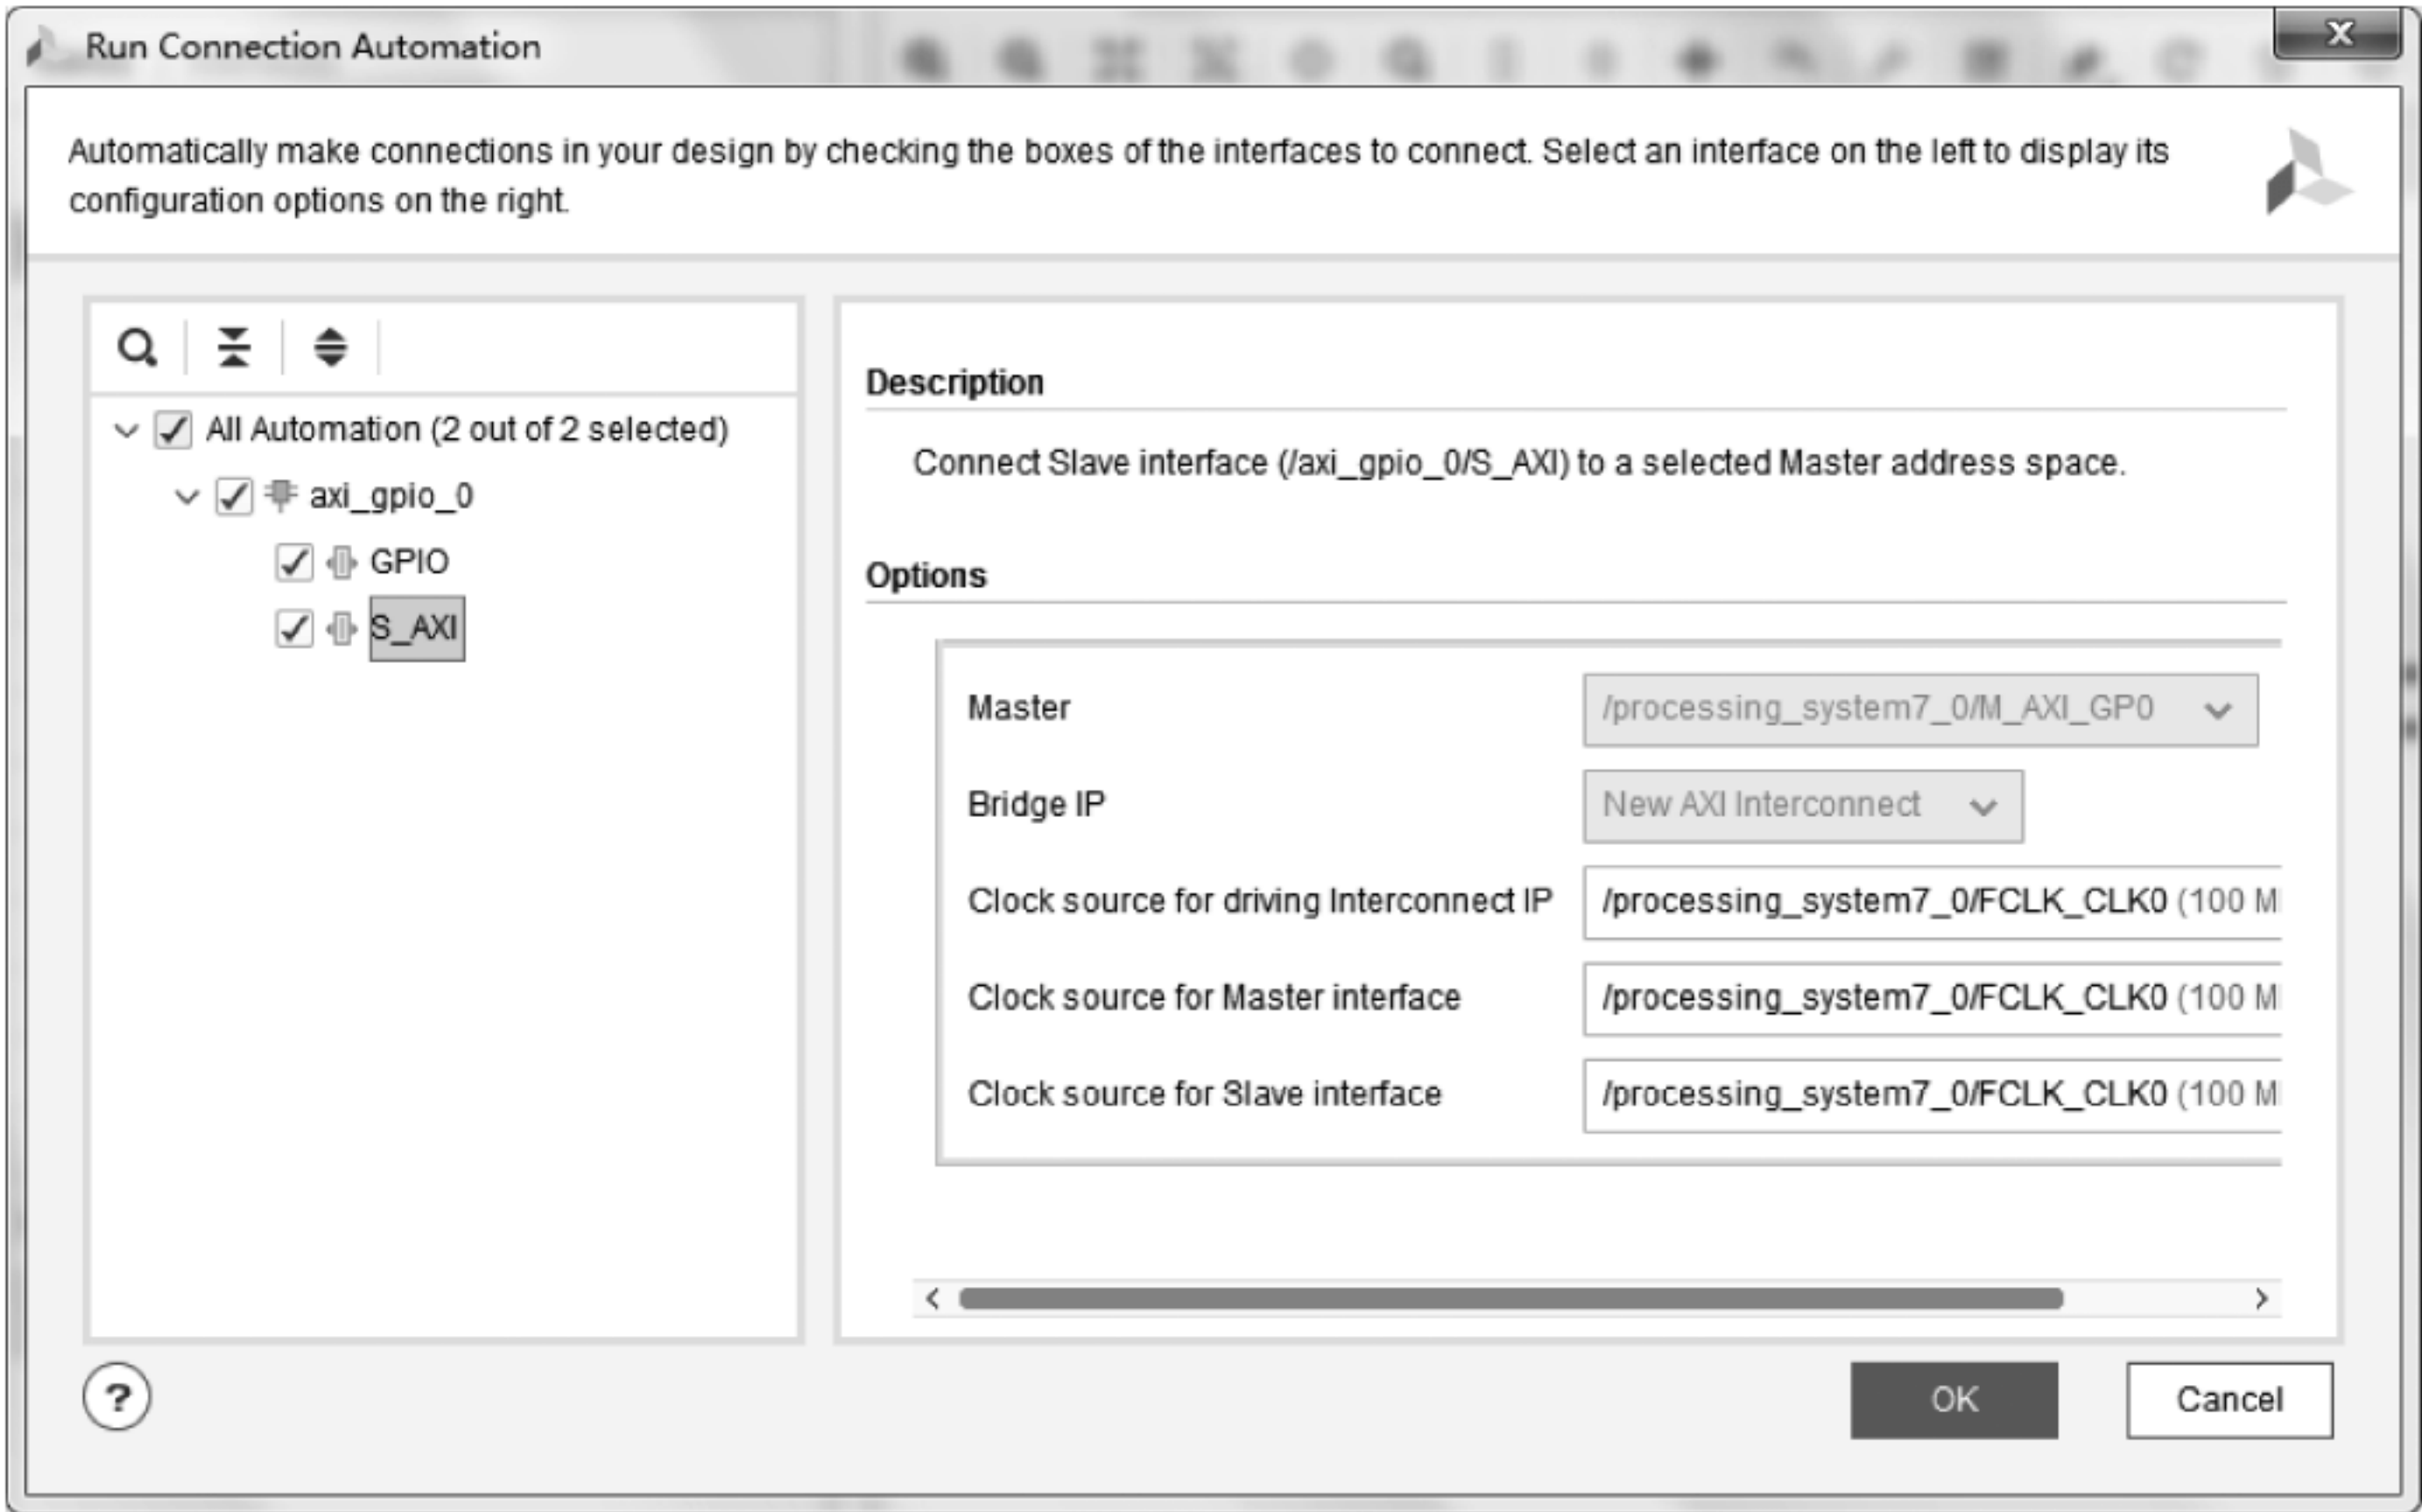 Run Connection Automation
Automatically make connections in your design by checking the boxes of the interfaces to connect. Select an interface on the left to display its
configuration options on the right.
All Automation (2 out of 2 selected)
axi_gpio_0
GPIO
S_AXI
Description
Connect Slave interface (/axi_gpio_0/S_AXI) to a selected Master address space.
Options
Master /processing_system7_0/M_AXI_GP0
Bridge IP New AXI Interconnect
Clock source for driving Interconnect IP /processing_system7_0/FCLK_CLK0 (100 M
Clock source for Master interface /processing_system7_0/FCLK_CLK0 (100 M
Clock source for Slave interface /processing_system7_0/FCLK_CLK0 (100 M
?
OK Cancel